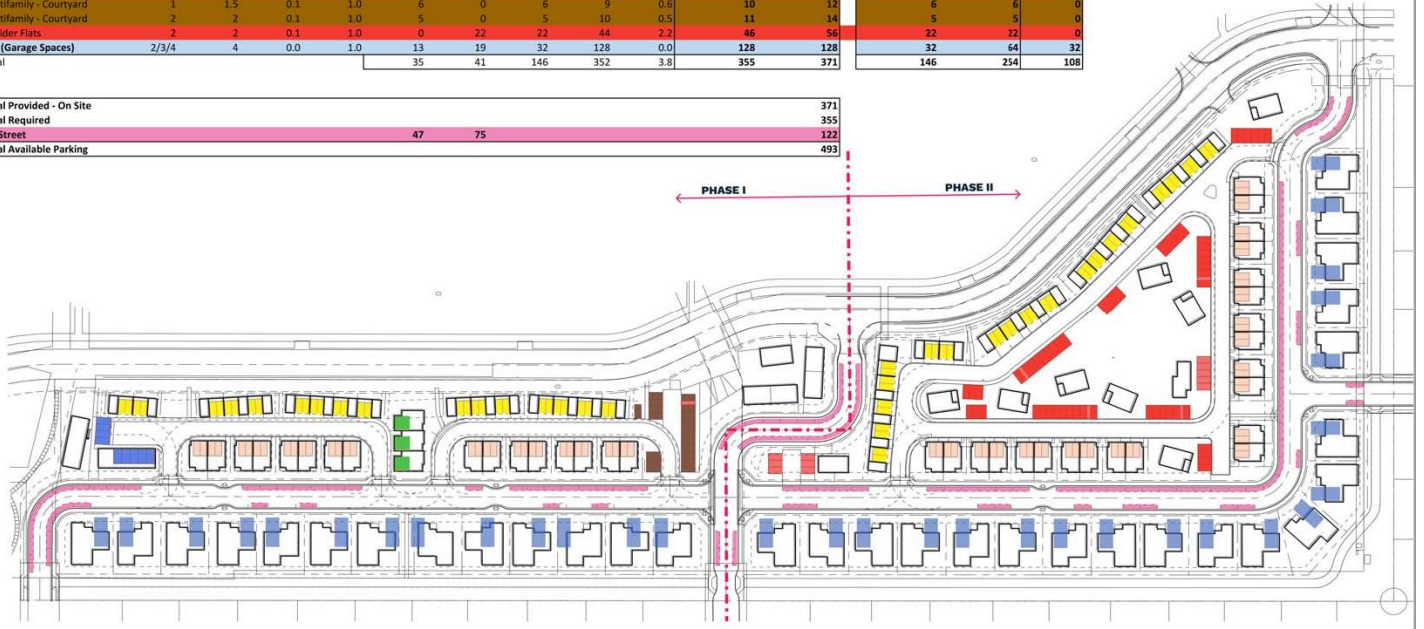 tifamily - Courtyard 1 1.5 0.1 1.0 6 0 6 9 0.6 10 12 6 6 0
tifamily - Courtyard 2 2 0.1 1.0 5 0 5 10 0.5 11 14 5 5 0
lder Flats 2 2 0.1 1.0 0 22 22 44 2.2 46 56 22 22 0
(Garage Spaces) 2/3/4 4 0.0 1.0 13 19 32 128 0.0 128 128 32 64 32
al 35 41 146 352 3.8 355 371 146 254 108
al Provided - On Site 371
al Required 355
Street 47 75 122
al Available Parking 493
PHASE I PHASE II